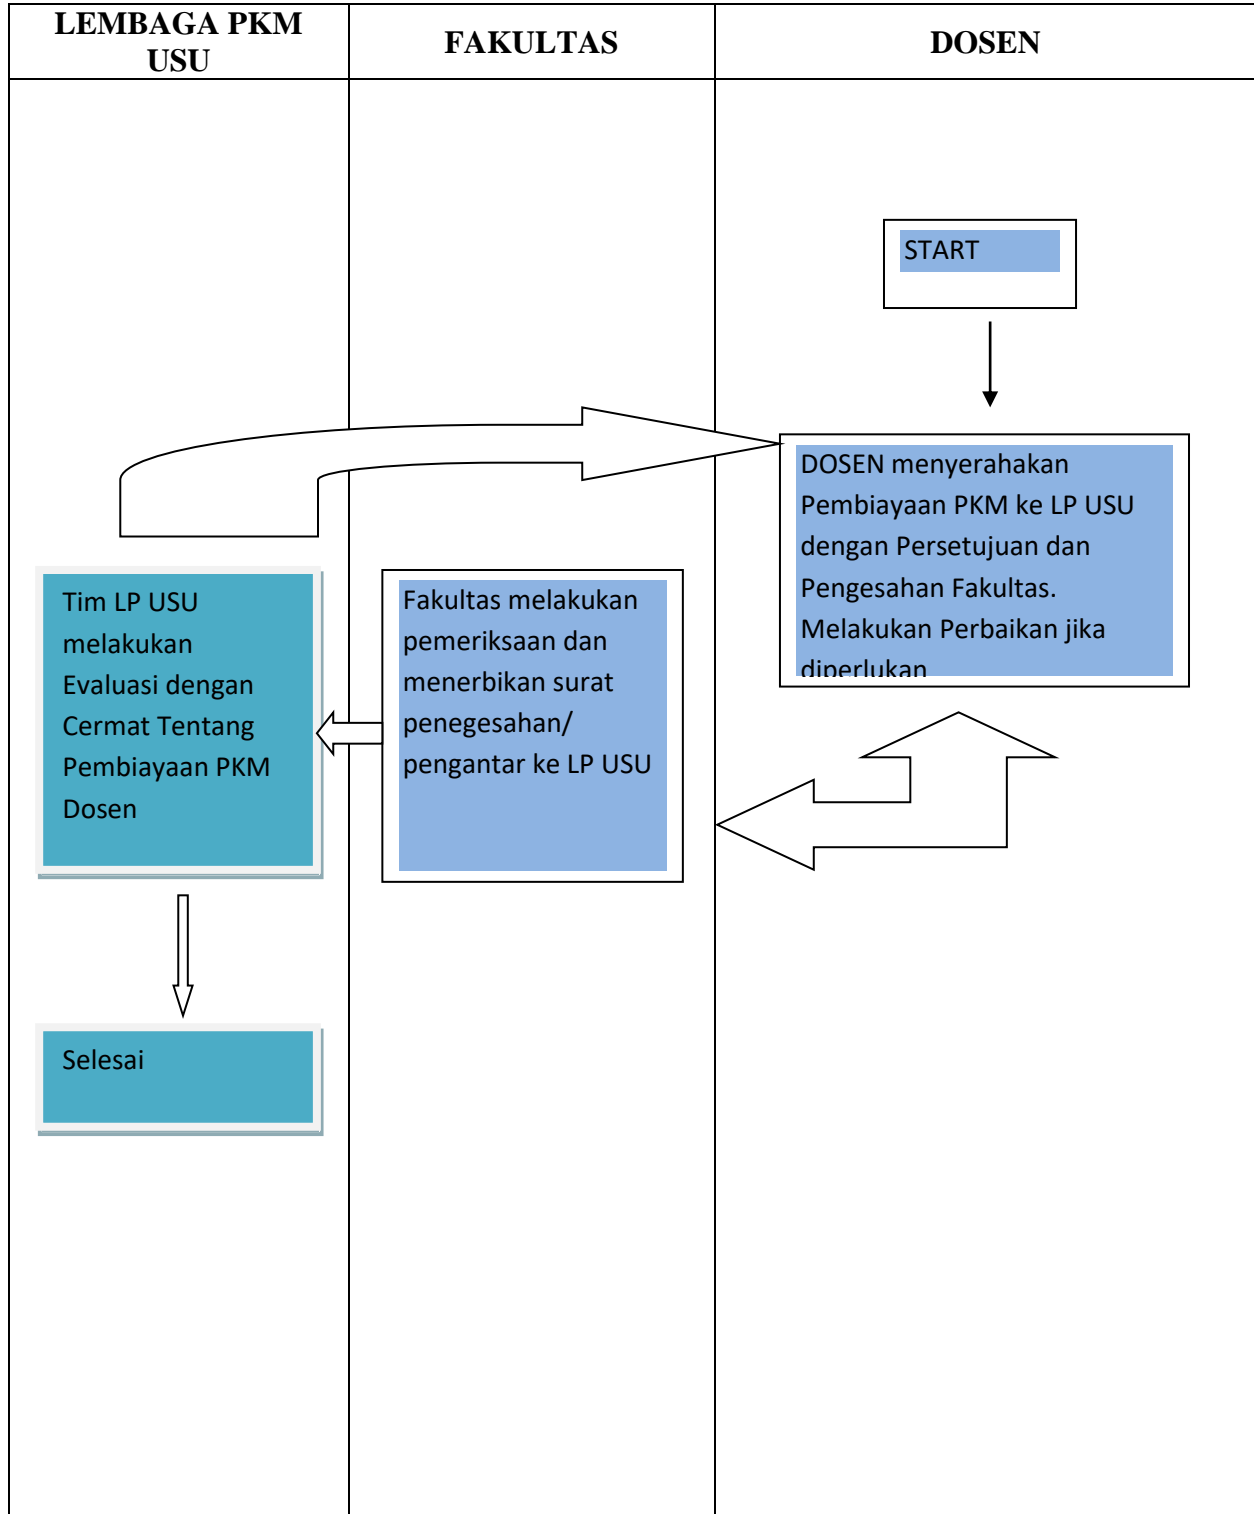 LEMBAGA PKM
USU
FAKULTAS
DOSEN
START
DOSEN menyerahakan
Pembiayaan PKM ke LP USU
dengan Persetujuan dan
Pengesahan Fakultas.
Melakukan Perbaikan jika
diperlukan
Tim LP USU
melakukan
Evaluasi dengan
Cermat Tentang
Pembiayaan PKM
Dosen
Fakultas melakukan
pemeriksaan dan
menerbikan surat
penegesahan/
pengantar ke LP USU
Selesai